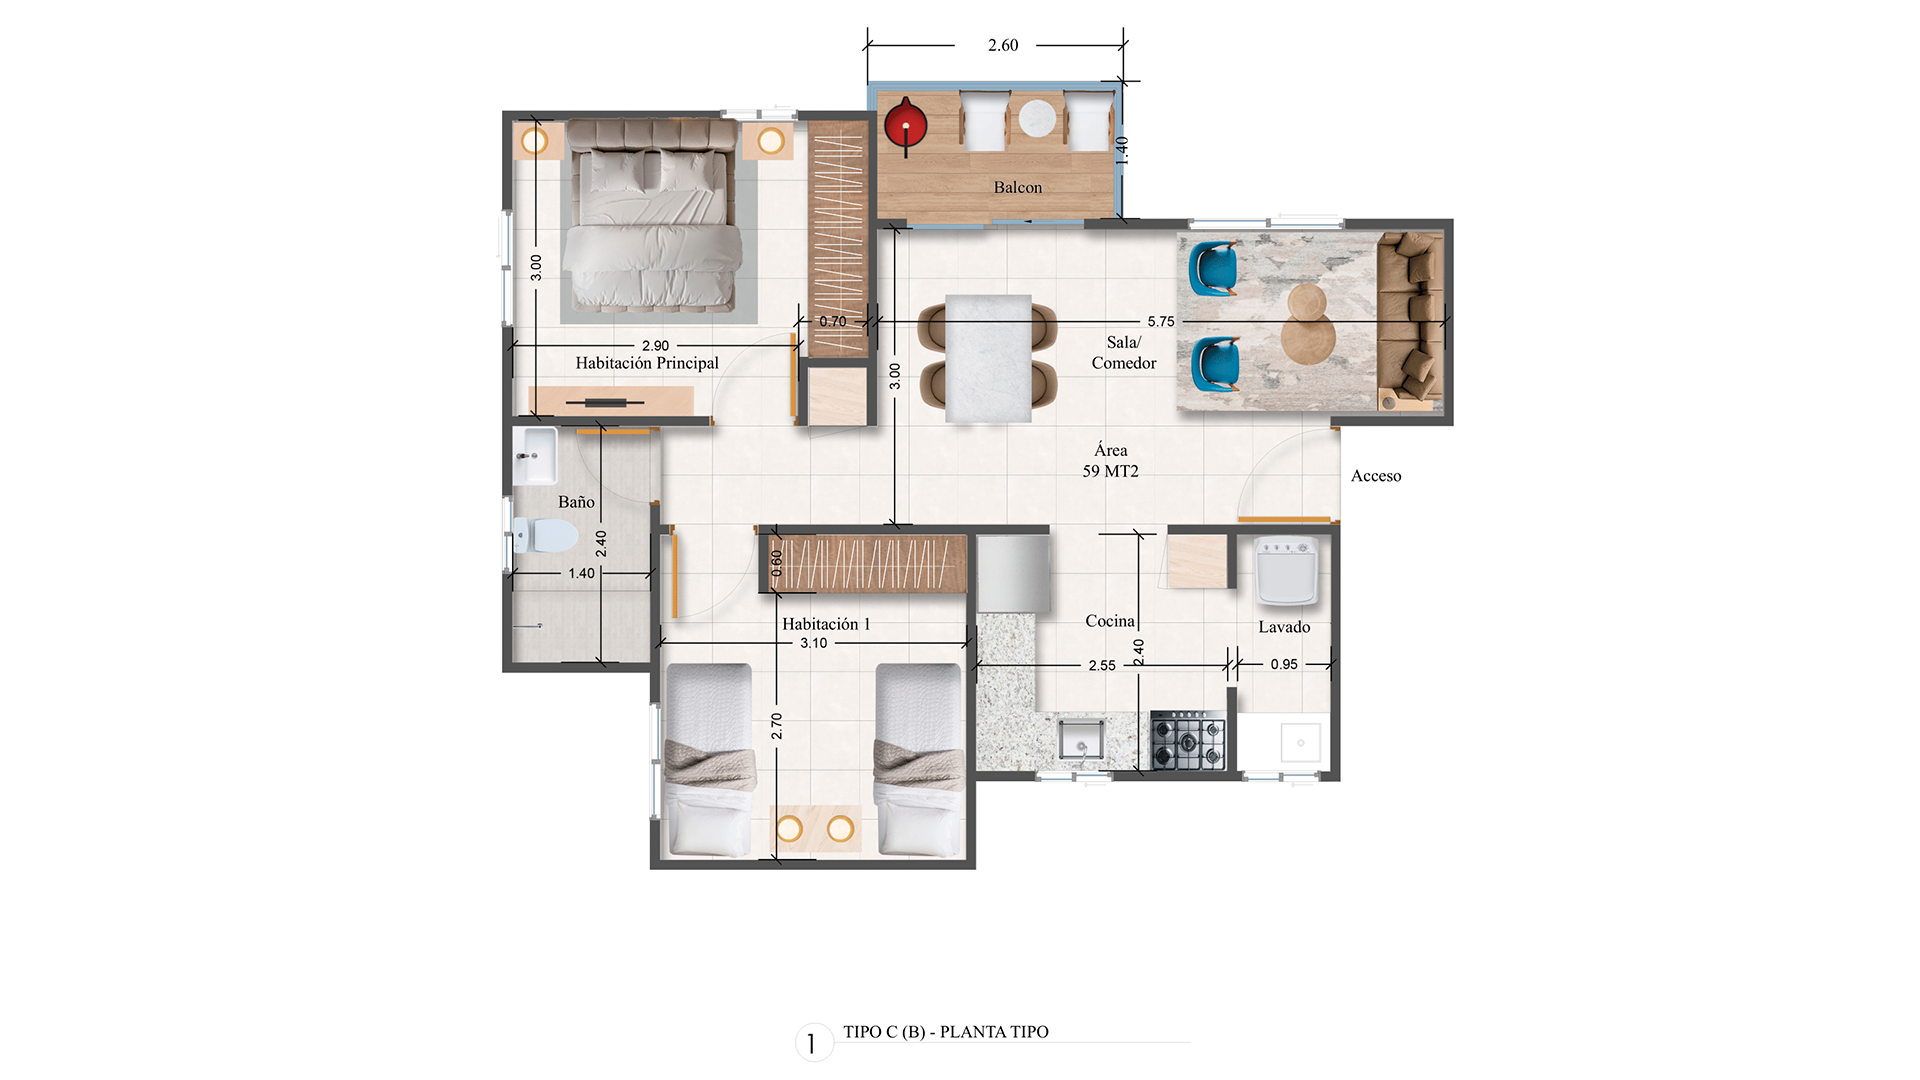 2.60
1.40
Balcon
3.00
0.70
5.75
2.90
Habitación Principal
Sala/
Comedor
3.00
Área
59 MT2
Acceso
Baño
2.40
1.40
0.60
Habitación 1
3.10
Cocina
2.40
Lavado
2.55
0.95
2.70
1
TIPO C (B) - PLANTA TIPO